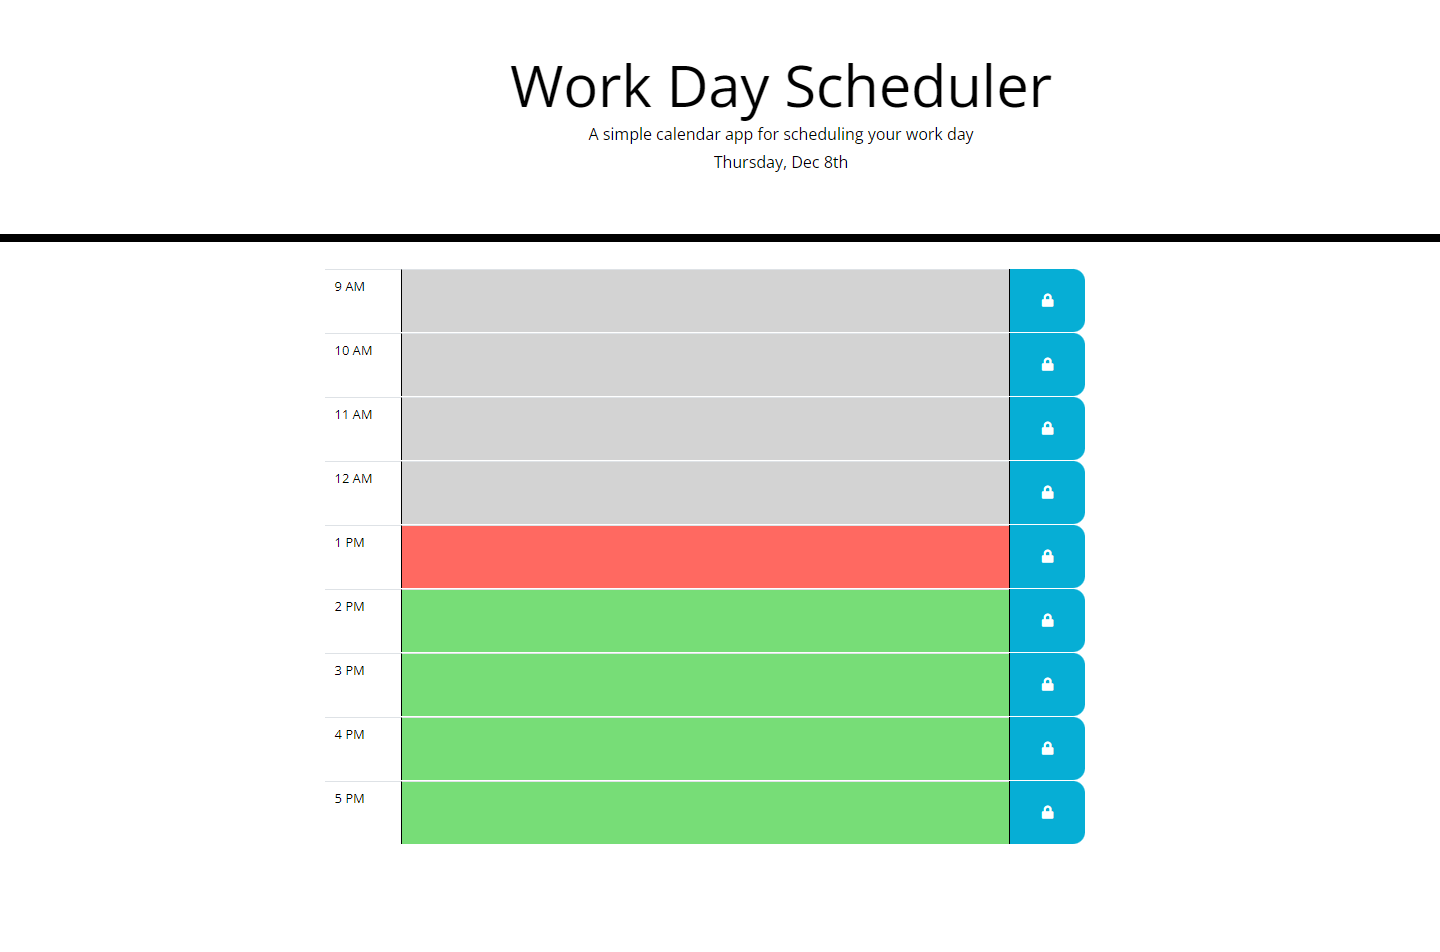 Work Day Scheduler
A simple calendar app for scheduling your work day
Thursday, Dec 8th
9 AM
10 AM
11 AM
12 AM
1 PM
2 PM
3 PM
4 PM
5 PM